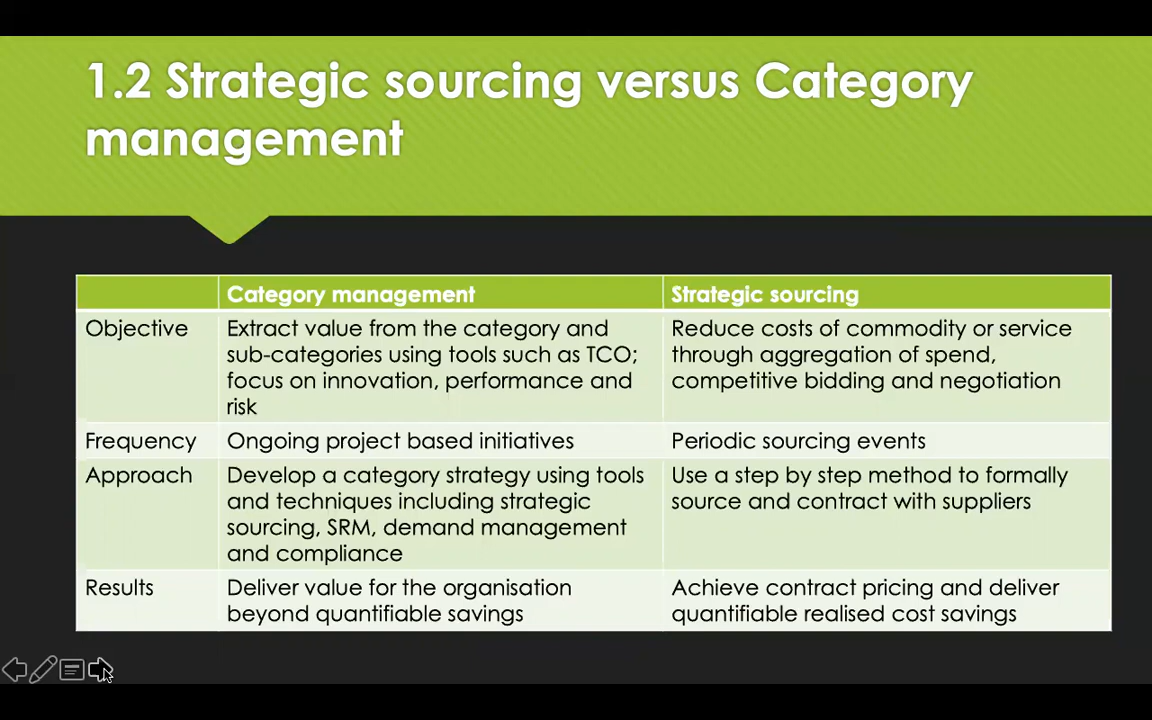 1.2 Strategic sourcing versus Category
management
Category management
Strategic sourcing
Objective
Extract value from the category and
sub-categories using tools such as TCO;
focus on innovation, performance and
risk
Reduce costs of commodity or service
through aggregation of spend,
competitive bidding and negotiation
Frequency
Ongoing project based initiatives
Periodic sourcing events
Approach
Develop a category strategy using tools
and techniques including strategic
sourcing, SRM, demand management
and compliance
Use a step by step method to formally
source and contract with suppliers
Results
Deliver value for the organisation
beyond quantifiable savings
Achieve contract pricing and deliver
quantifiable realised cost savings